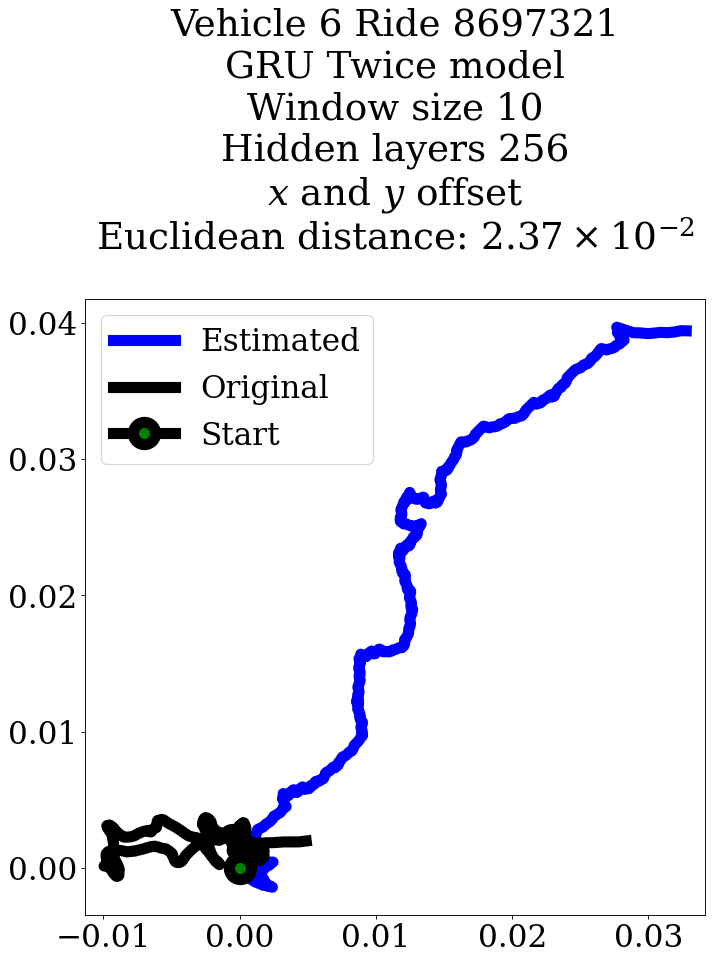 Vehicle 6 Ride 8697321
GRU Twice model
Window size 10
Hidden layers 256
x and y offset
Euclidean distance: 2.37 × 10⁻²
Estimated
Original
Start
0.04
0.03
0.02
0.01
0.00
−0.01 0.00 0.01 0.02 0.03